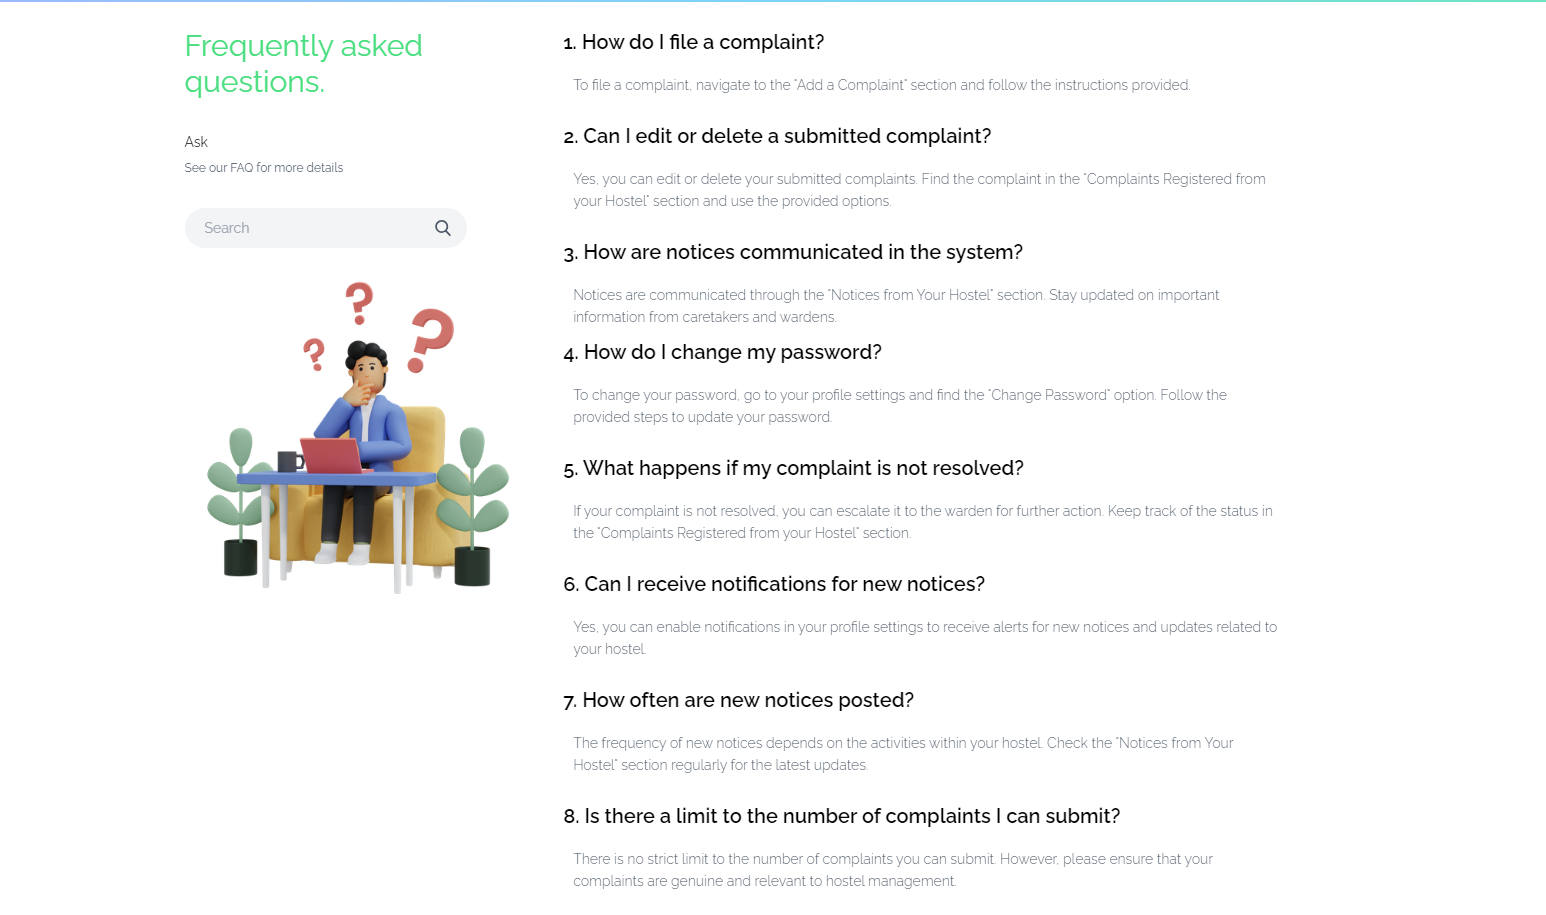 Frequently asked
questions.
Ask
See our FAQ for more details
Search
1. How do I file a complaint?
To file a complaint, navigate to the "Add a Complaint" section and follow the instructions provided.
2. Can I edit or delete a submitted complaint?
Yes, you can edit or delete your submitted complaints. Find the complaint in the "Complaints Registered from
your Hostel" section and use the provided options.
3. How are notices communicated in the system?
Notices are communicated through the "Notices from Your Hostel" section. Stay updated on important
information from caretakers and wardens.
4. How do I change my password?
To change your password, go to your profile settings and find the "Change Password" option. Follow the
provided steps to update your password.
5. What happens if my complaint is not resolved?
If your complaint is not resolved, you can escalate it to the warden for further action. Keep track of the status in
the "Complaints Registered from your Hostel" section.
6. Can I receive notifications for new notices?
Yes, you can enable notifications in your profile settings to receive alerts for new notices and updates related to
your hostel.
7. How often are new notices posted?
The frequency of new notices depends on the activities within your hostel. Check the "Notices from Your
Hostel" section regularly for the latest updates.
8. Is there a limit to the number of complaints I can submit?
There is no strict limit to the number of complaints you can submit. However, please ensure that your
complaints are genuine and relevant to hostel management.